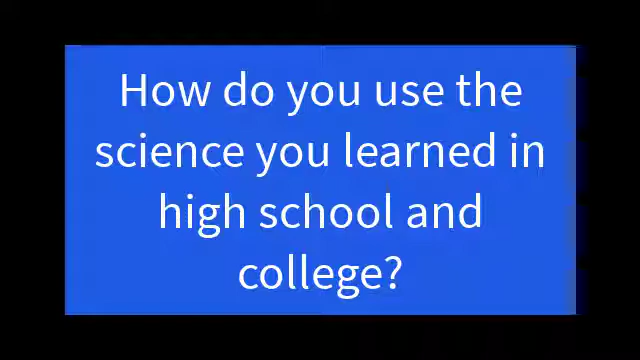 How do you use the
science you learned in
high school and
college?